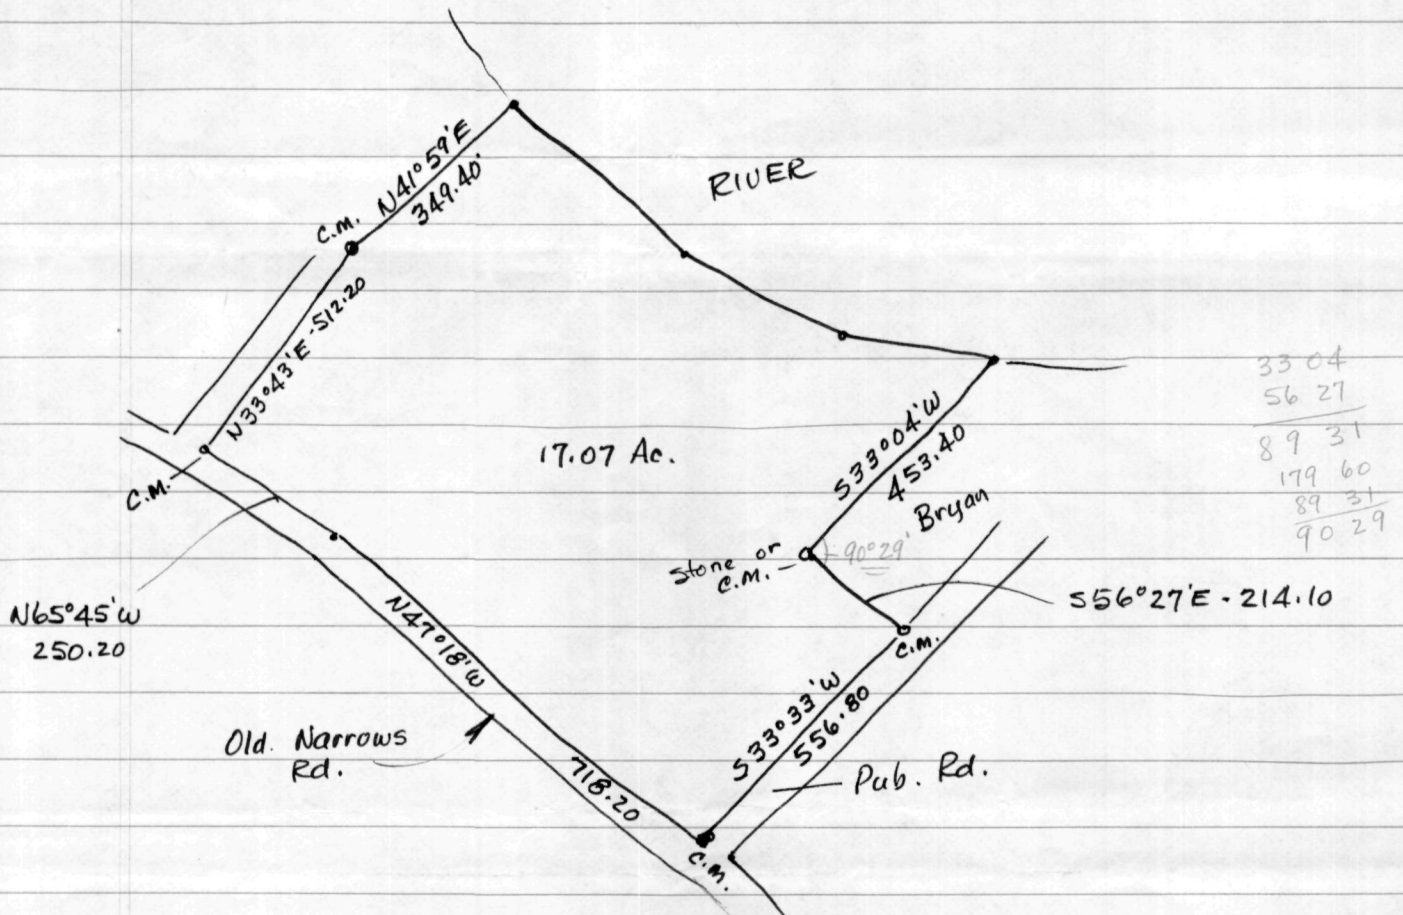 N41°59'E
349.40'
C.M.
RIVER
N33°43'E - 512.20
C.M.
17.07 Ac.
S33°04'W
453.40
Bryan
33 04
56 27
89 31
179 60
89 31
90 29
Stone or
C.M.
90°29'
S56°27'E - 214.10
C.M.
N65°45'W
250.20
N47°18'W
718.20
Old Narrows
Rd.
S33°33'W
556.80
Pub. Rd.
C.M.